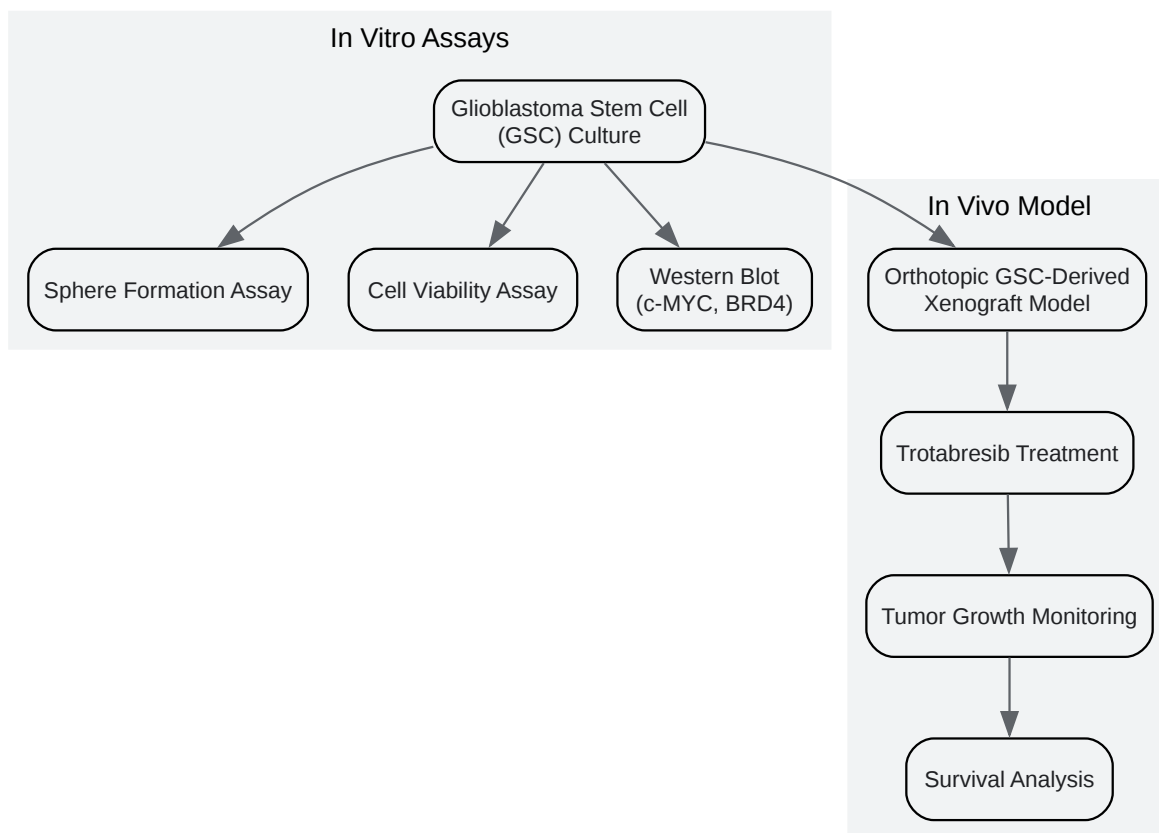 In Vitro Assays
Glioblastoma Stem Cell
(GSC) Culture
Sphere Formation Assay
Cell Viability Assay
Western Blot
(c-MYC, BRD4)
In Vivo Model
Orthotopic GSC-Derived
Xenograft Model
Trotabresib Treatment
Tumor Growth Monitoring
Survival Analysis